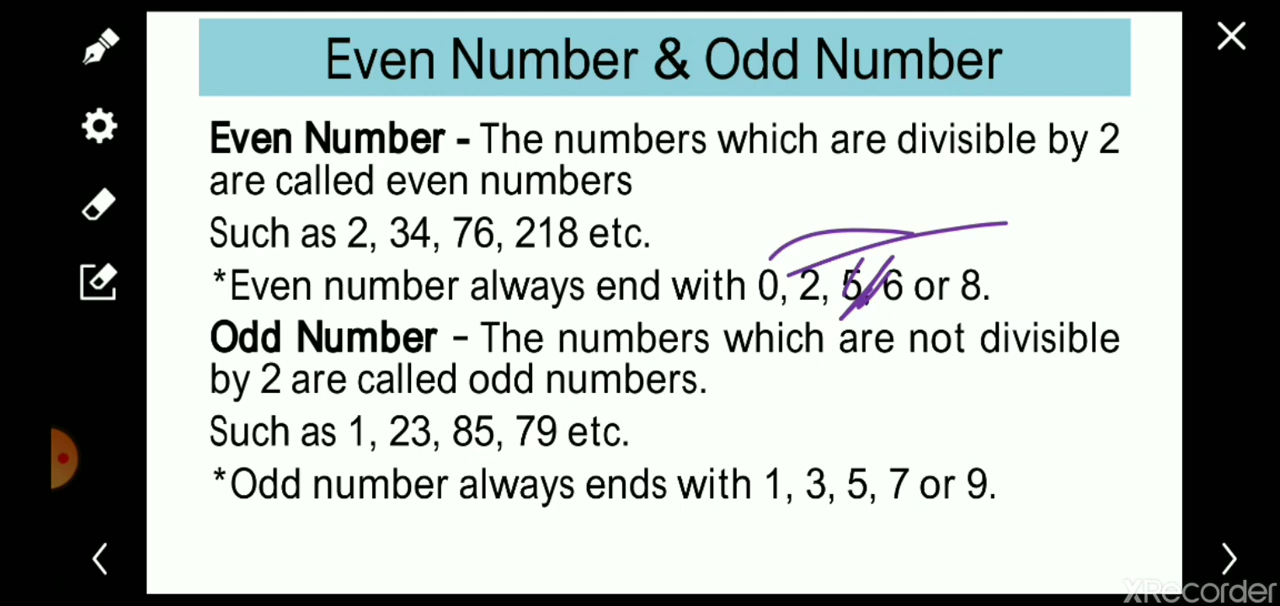 Even Number & Odd Number
Even Number - The numbers which are divisible by 2
are called even numbers
Such as 2, 34, 76, 218 etc.
*Even number always end with 0, 2, 5, 6 or 8.
Odd Number - The numbers which are not divisible
by 2 are called odd numbers.
Such as 1, 23, 85, 79 etc.
*Odd number always ends with 1, 3, 5, 7 or 9.
XRecorder